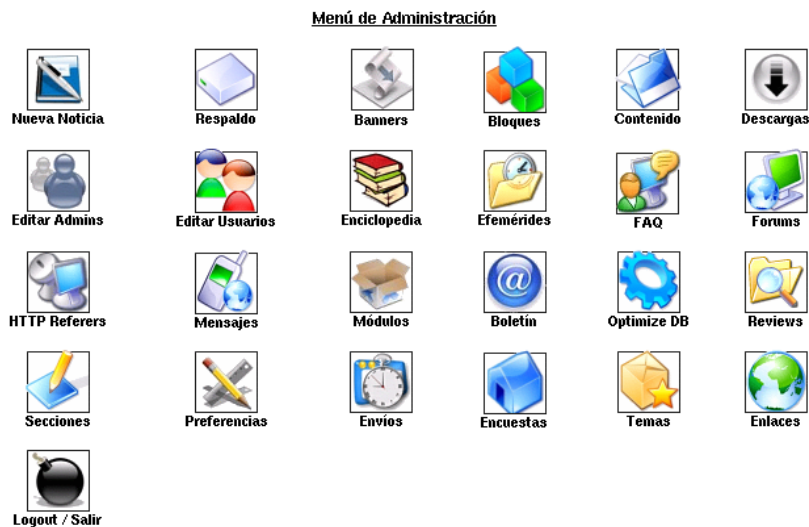 Menú de Administración
Nueva Noticia
Respaldo
Banners
Bloques
Contenido
Descargas
Editar Admins
Editar Usuarios
Enciclopedia
Efemérides
FAQ
Forums
HTTP Referers
Mensajes
Módulos
Boletín
Optimize DB
Reviews
Secciones
Preferencias
Envíos
Encuestas
Temas
Enlaces
Logout / Salir